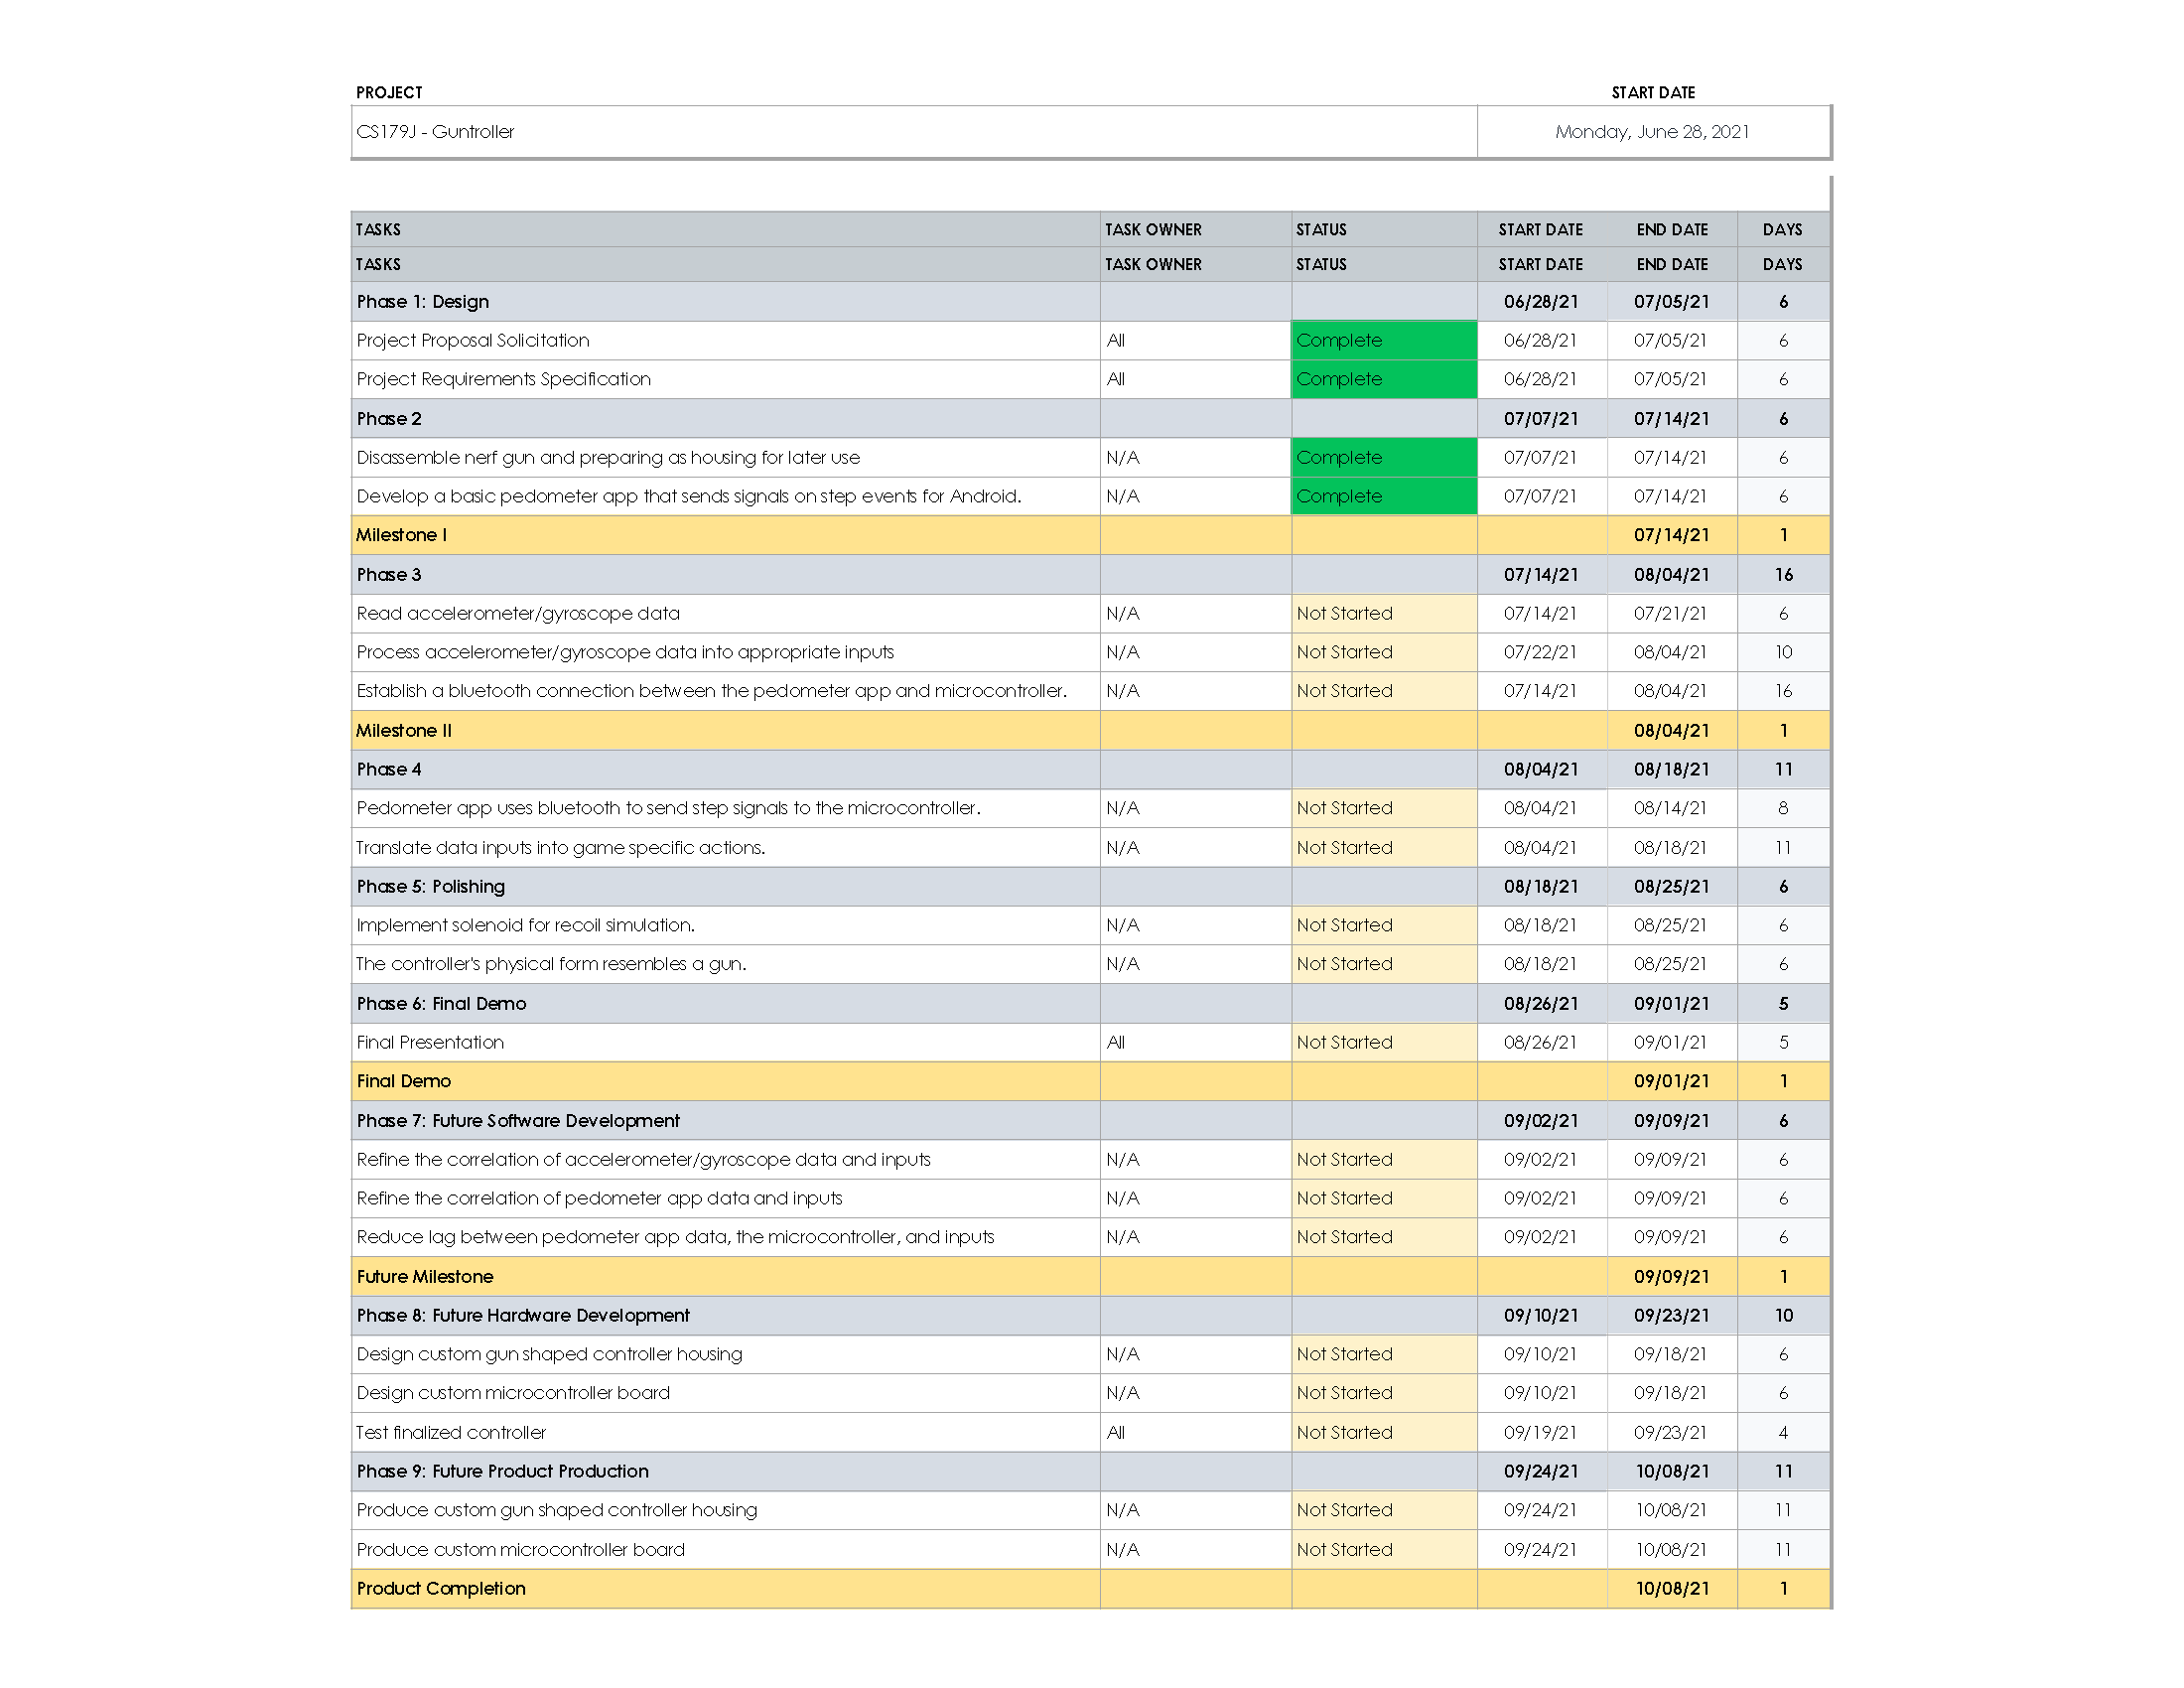 PROJECT START DATE
CS179J - Guntroller Monday, June 28, 2021
TASKS TASK OWNER STATUS START DATE END DATE DAYS
TASKS TASK OWNER STATUS START DATE END DATE DAYS
Phase 1: Design 06/28/21 07/05/21 6
Project Proposal Solicitation All Complete 06/28/21 07/05/21 6
Project Requirements Specification All Complete 06/28/21 07/05/21 6
Phase 2 07/07/21 07/14/21 6
Disassemble nerf gun and preparing as housing for later use N/A Complete 07/07/21 07/14/21 6
Develop a basic pedometer app that sends signals on step events for Android. N/A Complete 07/07/21 07/14/21 6
Milestone I 07/14/21 1
Phase 3 07/14/21 08/04/21 16
Read accelerometer/gyroscope data N/A Not Started 07/14/21 07/21/21 6
Process accelerometer/gyroscope data into appropriate inputs N/A Not Started 07/22/21 08/04/21 10
Establish a bluetooth connection between the pedometer app and microcontroller. N/A Not Started 07/14/21 08/04/21 16
Milestone II 08/04/21 1
Phase 4 08/04/21 08/18/21 11
Pedometer app uses bluetooth to send step signals to the microcontroller. N/A Not Started 08/04/21 08/14/21 8
Translate data inputs into game specific actions. N/A Not Started 08/04/21 08/18/21 11
Phase 5: Polishing 08/18/21 08/25/21 6
Implement solenoid for recoil simulation. N/A Not Started 08/18/21 08/25/21 6
The controller's physical form resembles a gun. N/A Not Started 08/18/21 08/25/21 6
Phase 6: Final Demo 08/26/21 09/01/21 5
Final Presentation All Not Started 08/26/21 09/01/21 5
Final Demo 09/01/21 1
Phase 7: Future Software Development 09/02/21 09/09/21 6
Refine the correlation of accelerometer/gyroscope data and inputs N/A Not Started 09/02/21 09/09/21 6
Refine the correlation of pedometer app data and inputs N/A Not Started 09/02/21 09/09/21 6
Reduce lag between pedometer app data, the microcontroller, and inputs N/A Not Started 09/02/21 09/09/21 6
Future Milestone 09/09/21 1
Phase 8: Future Hardware Development 09/10/21 09/23/21 10
Design custom gun shaped controller housing N/A Not Started 09/10/21 09/18/21 6
Design custom microcontroller board N/A Not Started 09/10/21 09/18/21 6
Test finalized controller All Not Started 09/19/21 09/23/21 4
Phase 9: Future Product Production 09/24/21 10/08/21 11
Produce custom gun shaped controller housing N/A Not Started 09/24/21 10/08/21 11
Produce custom microcontroller board N/A Not Started 09/24/21 10/08/21 11
Product Completion 10/08/21 1